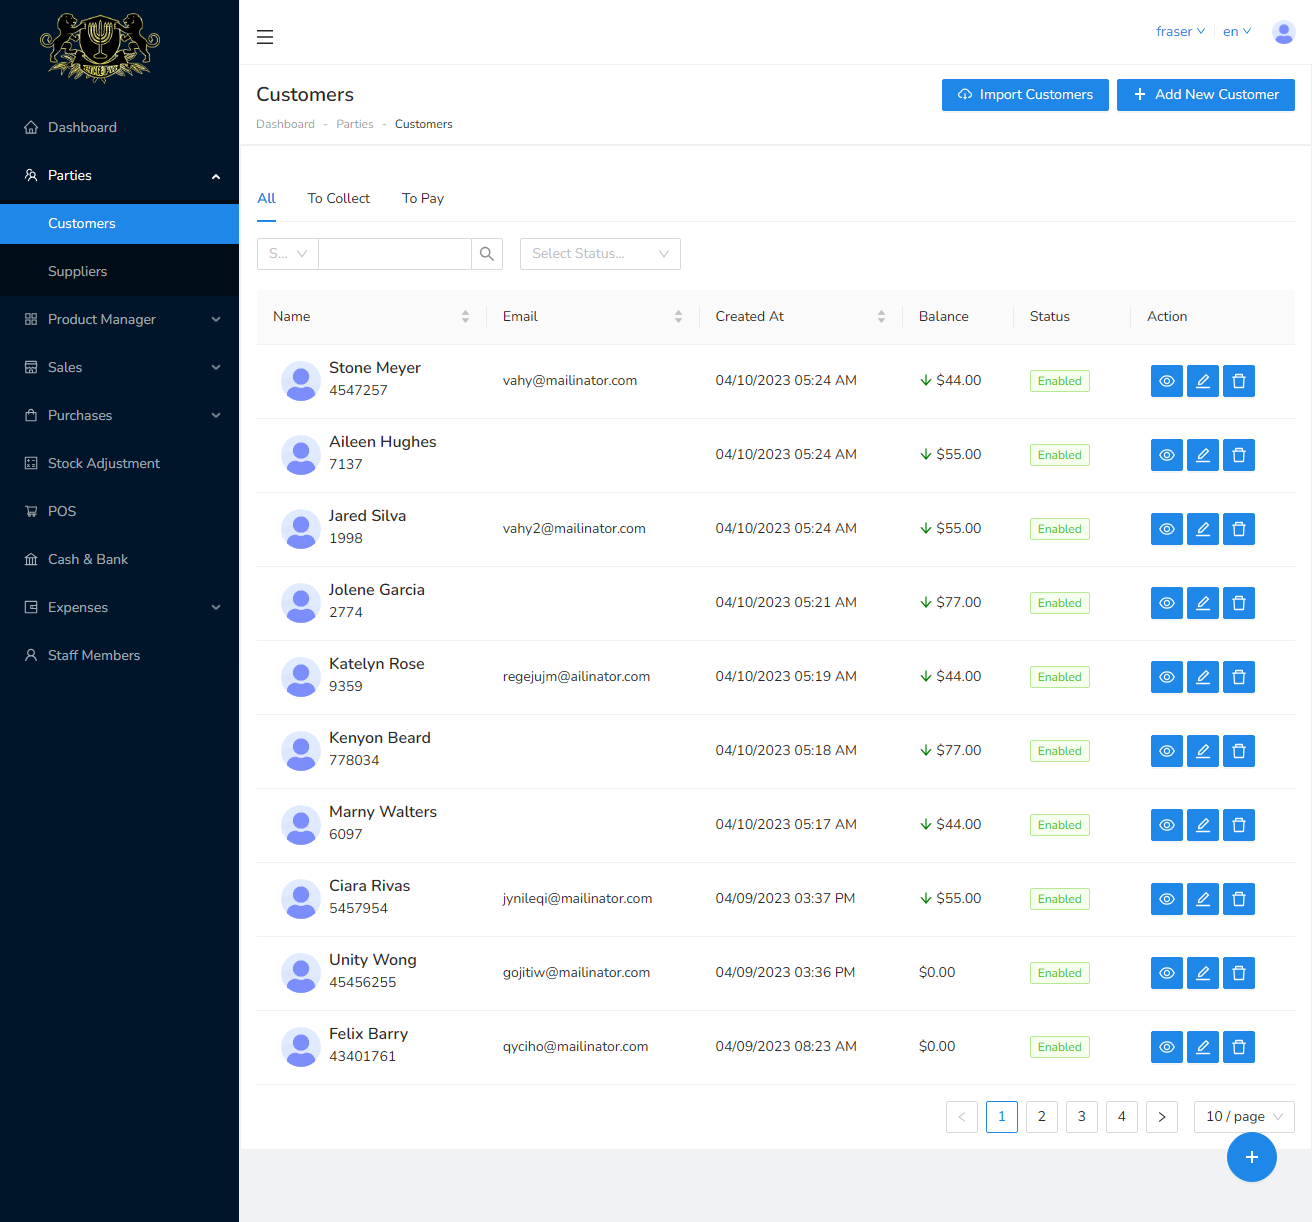 fraser
en
Customers
Import Customers
Add New Customer
Dashboard - Parties - Customers
Dashboard
Parties
Customers
Suppliers
Product Manager
Sales
Purchases
Stock Adjustment
POS
Cash & Bank
Expenses
Staff Members
All To Collect To Pay
S... Select Status...
Name Email Created At Balance Status Action
Stone Meyer
4547257
vahy@mailinator.com 04/10/2023 05:24 AM $44.00 Enabled
Aileen Hughes
7137
04/10/2023 05:24 AM $55.00 Enabled
Jared Silva
1998
vahy2@mailinator.com 04/10/2023 05:24 AM $55.00 Enabled
Jolene Garcia
2774
04/10/2023 05:21 AM $77.00 Enabled
Katelyn Rose
9359
regejujm@ailinator.com 04/10/2023 05:19 AM $44.00 Enabled
Kenyon Beard
778034
04/10/2023 05:18 AM $77.00 Enabled
Marny Walters
6097
04/10/2023 05:17 AM $44.00 Enabled
Ciara Rivas
5457954
jynileqi@mailinator.com 04/09/2023 03:37 PM $55.00 Enabled
Unity Wong
45456255
gojitiw@mailinator.com 04/09/2023 03:36 PM $0.00 Enabled
Felix Barry
43401761
qyciho@mailinator.com 04/09/2023 08:23 AM $0.00 Enabled
1 2 3 4 10 / page